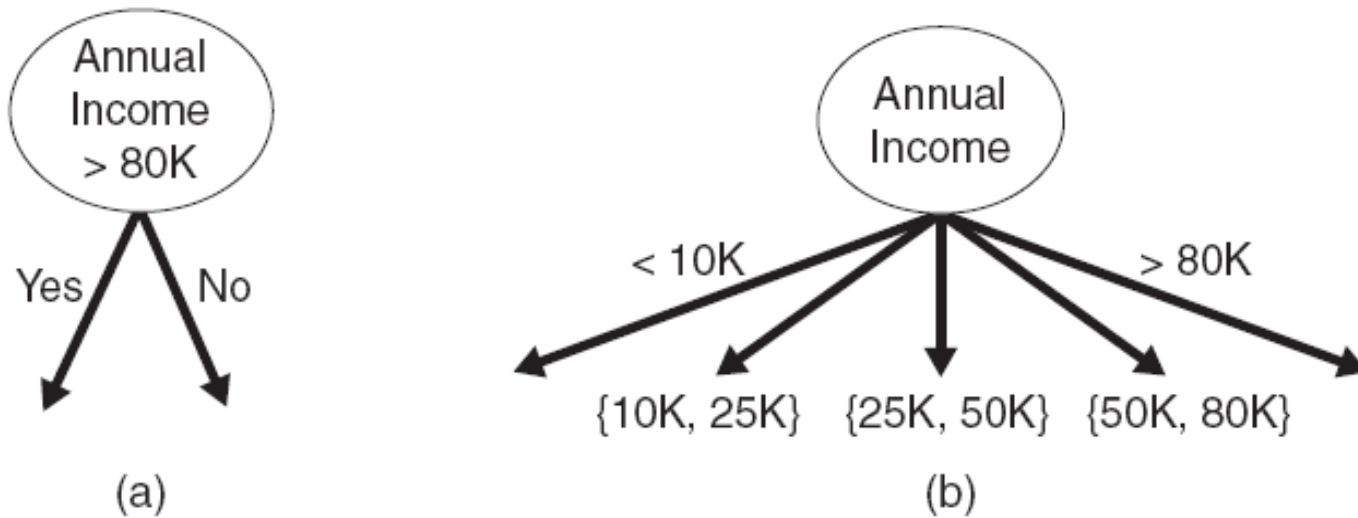 Annual
Income
> 80K
Yes
No
(a)
Annual
Income
< 10K
> 80K
{10K, 25K}
{25K, 50K}
{50K, 80K}
(b)